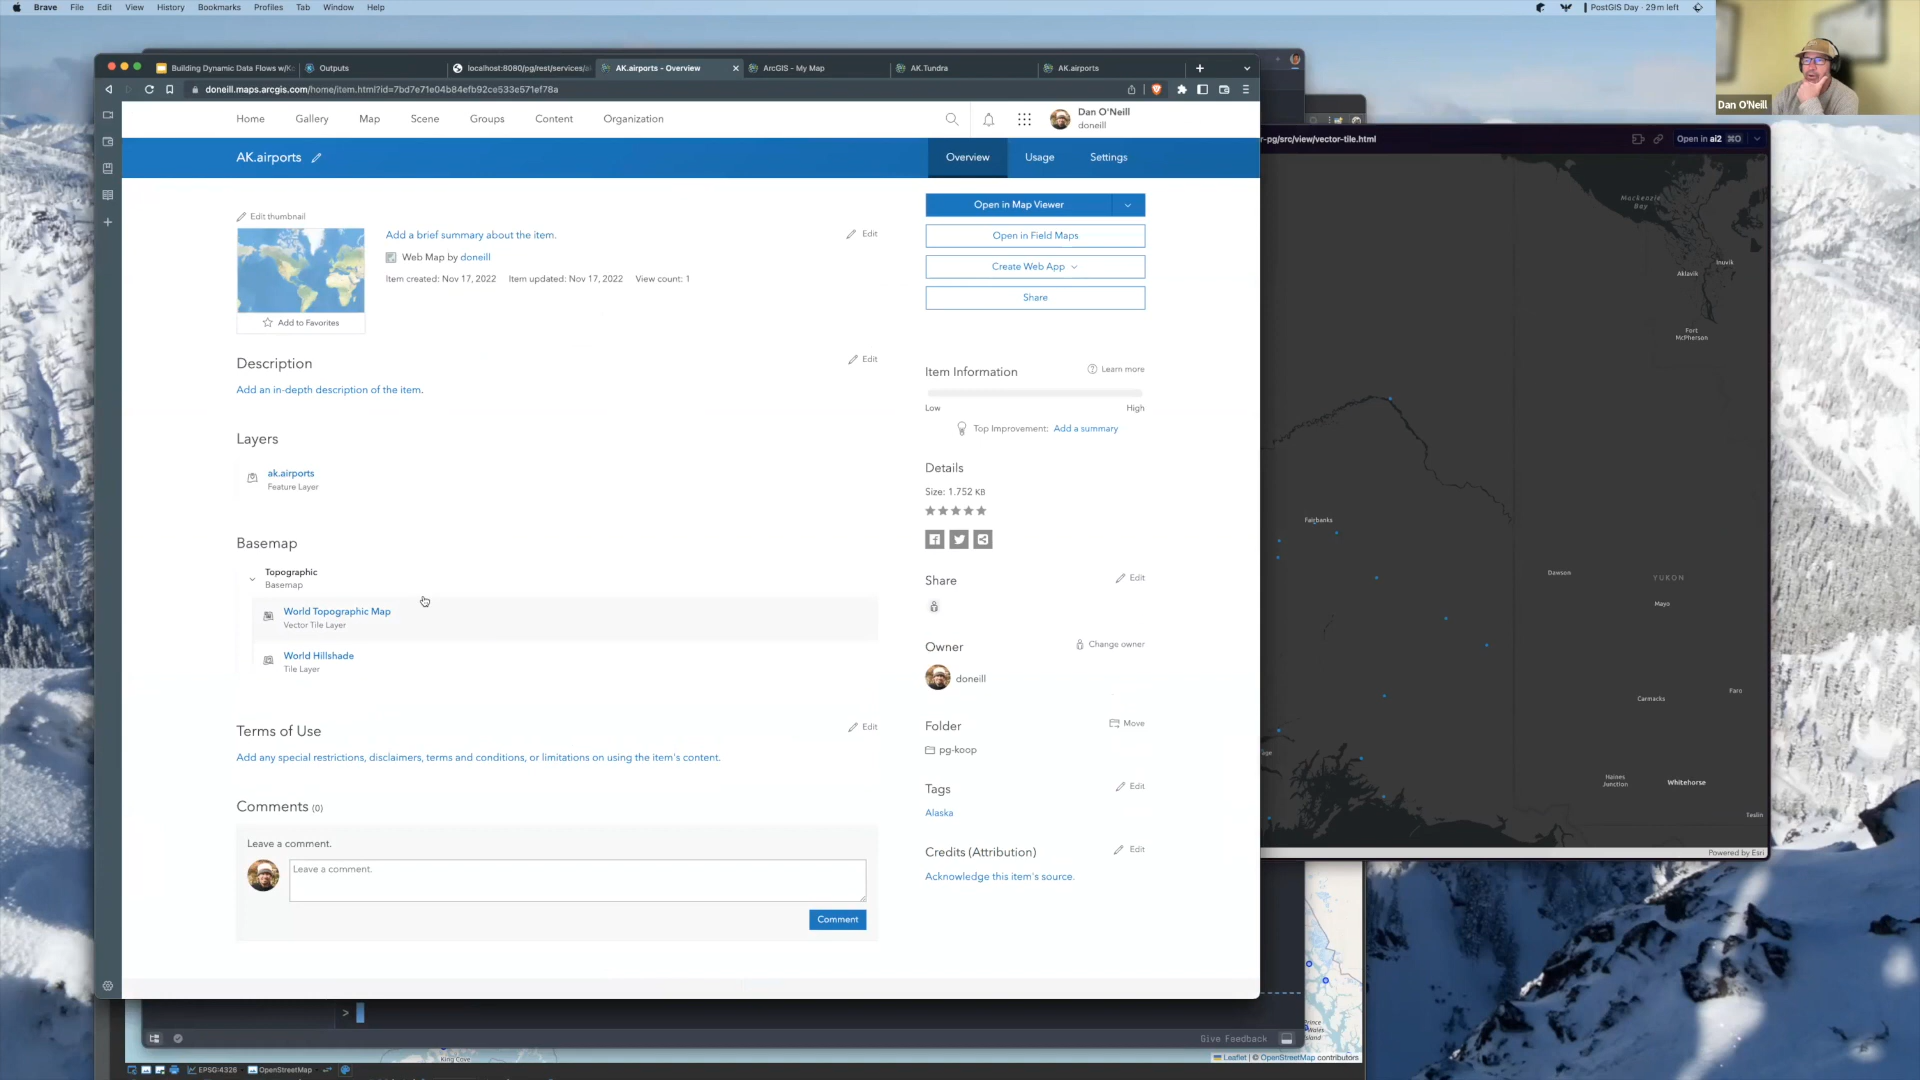 Brave File Edit View History Bookmarks Profiles Tab Window Help
PostGIS Day · 29m left
Building Dynamic Data Flows w/Ko
Outputs
localhost:8080/pg/rest/services/
AK.airports - Overview
ArcGIS - My Map
AK.Tundra
AK.airports
doneill.maps.arcgis.com/home/item.html?id=7bd7e71e04b84efb92ce533e571ef78a
Dan O'Neill
Home Gallery Map Scene Groups Content Organization
Dan O'Neill
doneill
r-pg/src/view/vector-tile.html
Open in ai2 ⌘O
AK.airports
Overview Usage Settings
Edit thumbnail
Add a brief summary about the item.
Edit
Web Map by doneill
Item created: Nov 17, 2022 Item updated: Nov 17, 2022 View count: 1
Add to Favorites
Open in Map Viewer
Open in Field Maps
Create Web App
Share
Description
Edit
Add an in-depth description of the item.
Item Information
Learn more
Low High
Top Improvement: Add a summary
Layers
ak.airports
Feature Layer
Details
Size: 1.752 KB
Basemap
Topographic
Basemap
World Topographic Map
Vector Tile Layer
World Hillshade
Tile Layer
Share
Edit
Owner
Change owner
doneill
Folder
Move
pg-koop
Terms of Use
Edit
Add any special restrictions, disclaimers, terms and conditions, or limitations on using the item's content.
Tags
Edit
Alaska
Comments (0)
Leave a comment.
Leave a comment.
Comment
Credits (Attribution)
Edit
Acknowledge this item's source.
Mackenzie
Bay
Inuvik
Aklavik
Fort
McPherson
Fairbanks
Dawson
YUKON
Mayo
Faro
Carmacks
Haines
Junction
Whitehorse
Teslin
Powered by Esri
>
Give Feedback
Prince
Wales
Island
King Cove
Leaflet | © OpenStreetMap contributors
EPSG:4326
OpenStreetMap